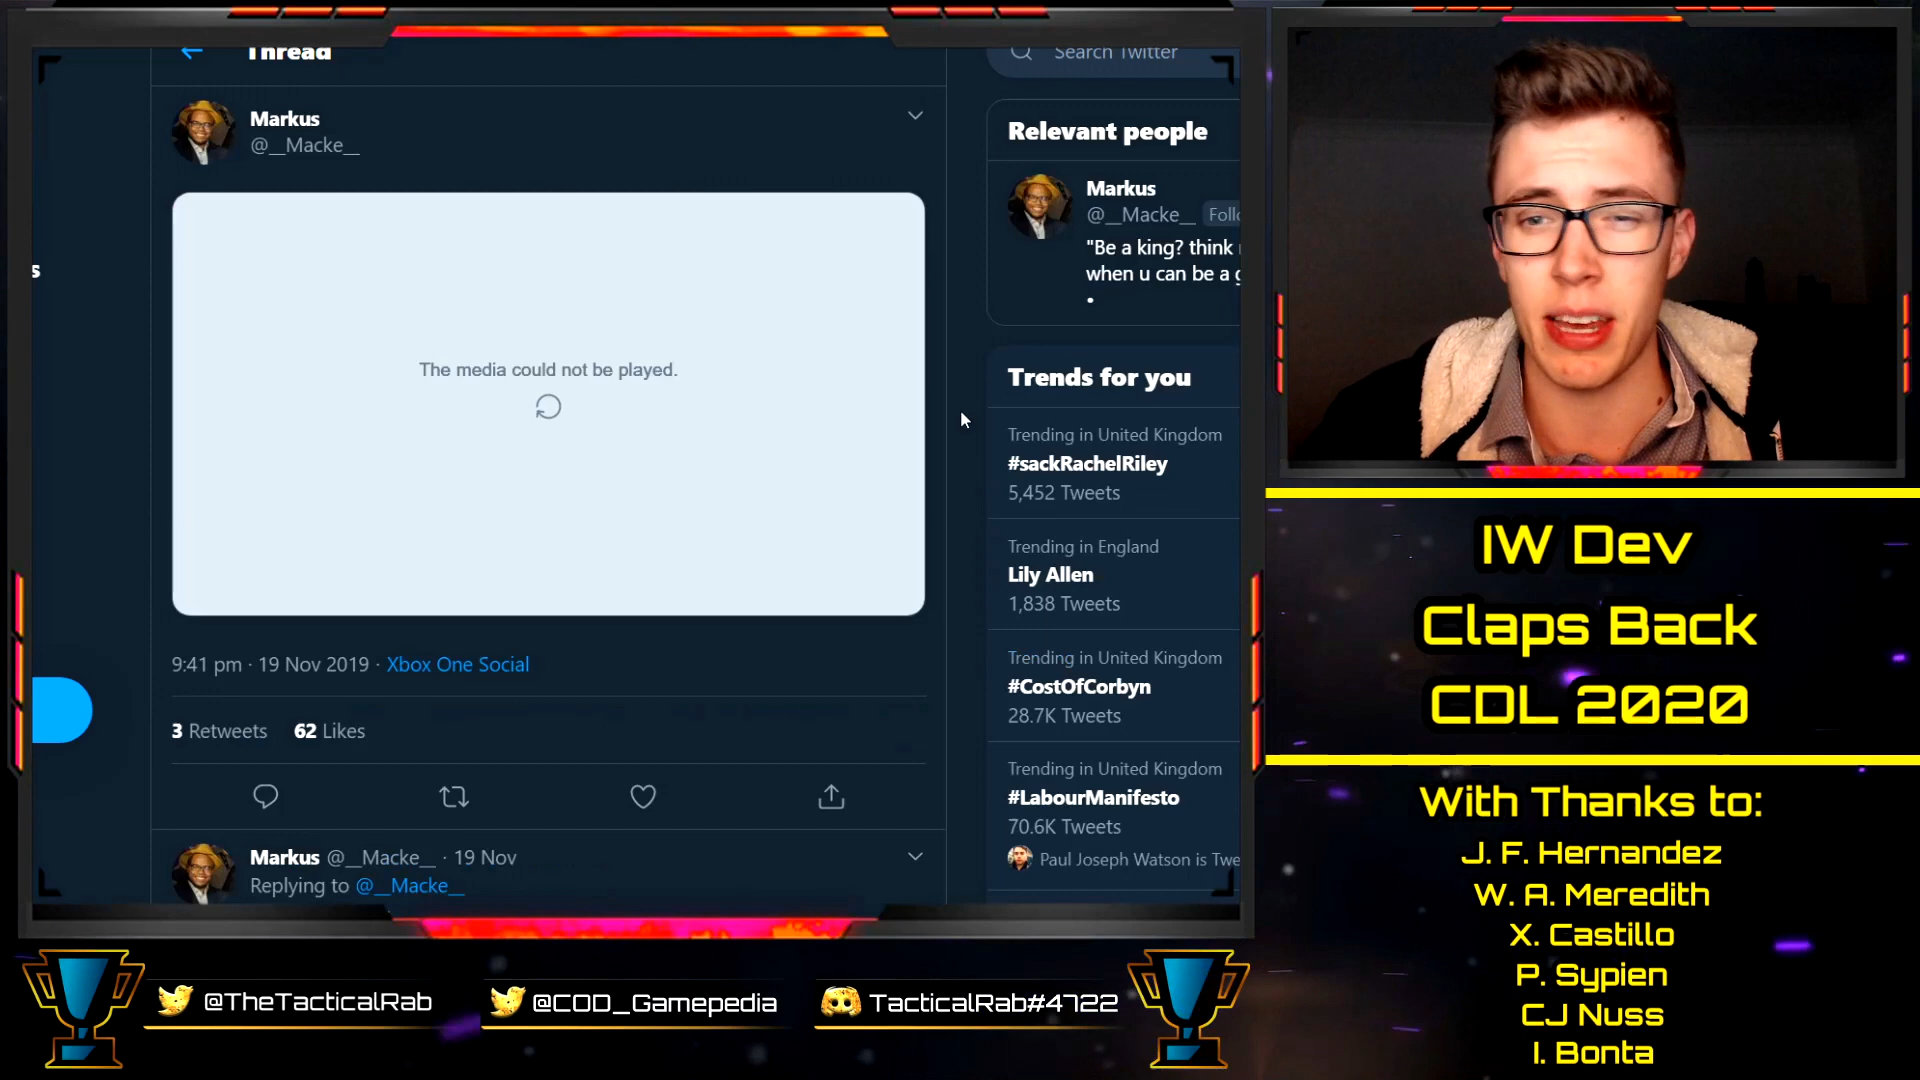 Thread
Search Twitter
Markus
@__Macke__
s
The media could not be played.
9:41 pm · 19 Nov 2019 · Xbox One Social
3 Retweets 62 Likes
Markus @__Macke__ · 19 Nov
Replying to @__Macke__
Relevant people
Markus
@__Macke__ Follo
"Be a king? think
when u can be a g
•
Trends for you
Trending in United Kingdom
#sackRachelRiley
5,452 Tweets
Trending in England
Lily Allen
1,838 Tweets
Trending in United Kingdom
#CostOfCorbyn
28.7K Tweets
Trending in United Kingdom
#LabourManifesto
70.6K Tweets
Paul Joseph Watson is Twe
IW Dev
Claps Back
CDL 2020
With Thanks to:
J. F. Hernandez
W. A. Meredith
X. Castillo
P. Sypien
CJ Nuss
I. Bonta
@TheTacticalRab
@COD_Gamepedia
TacticalRab#4722